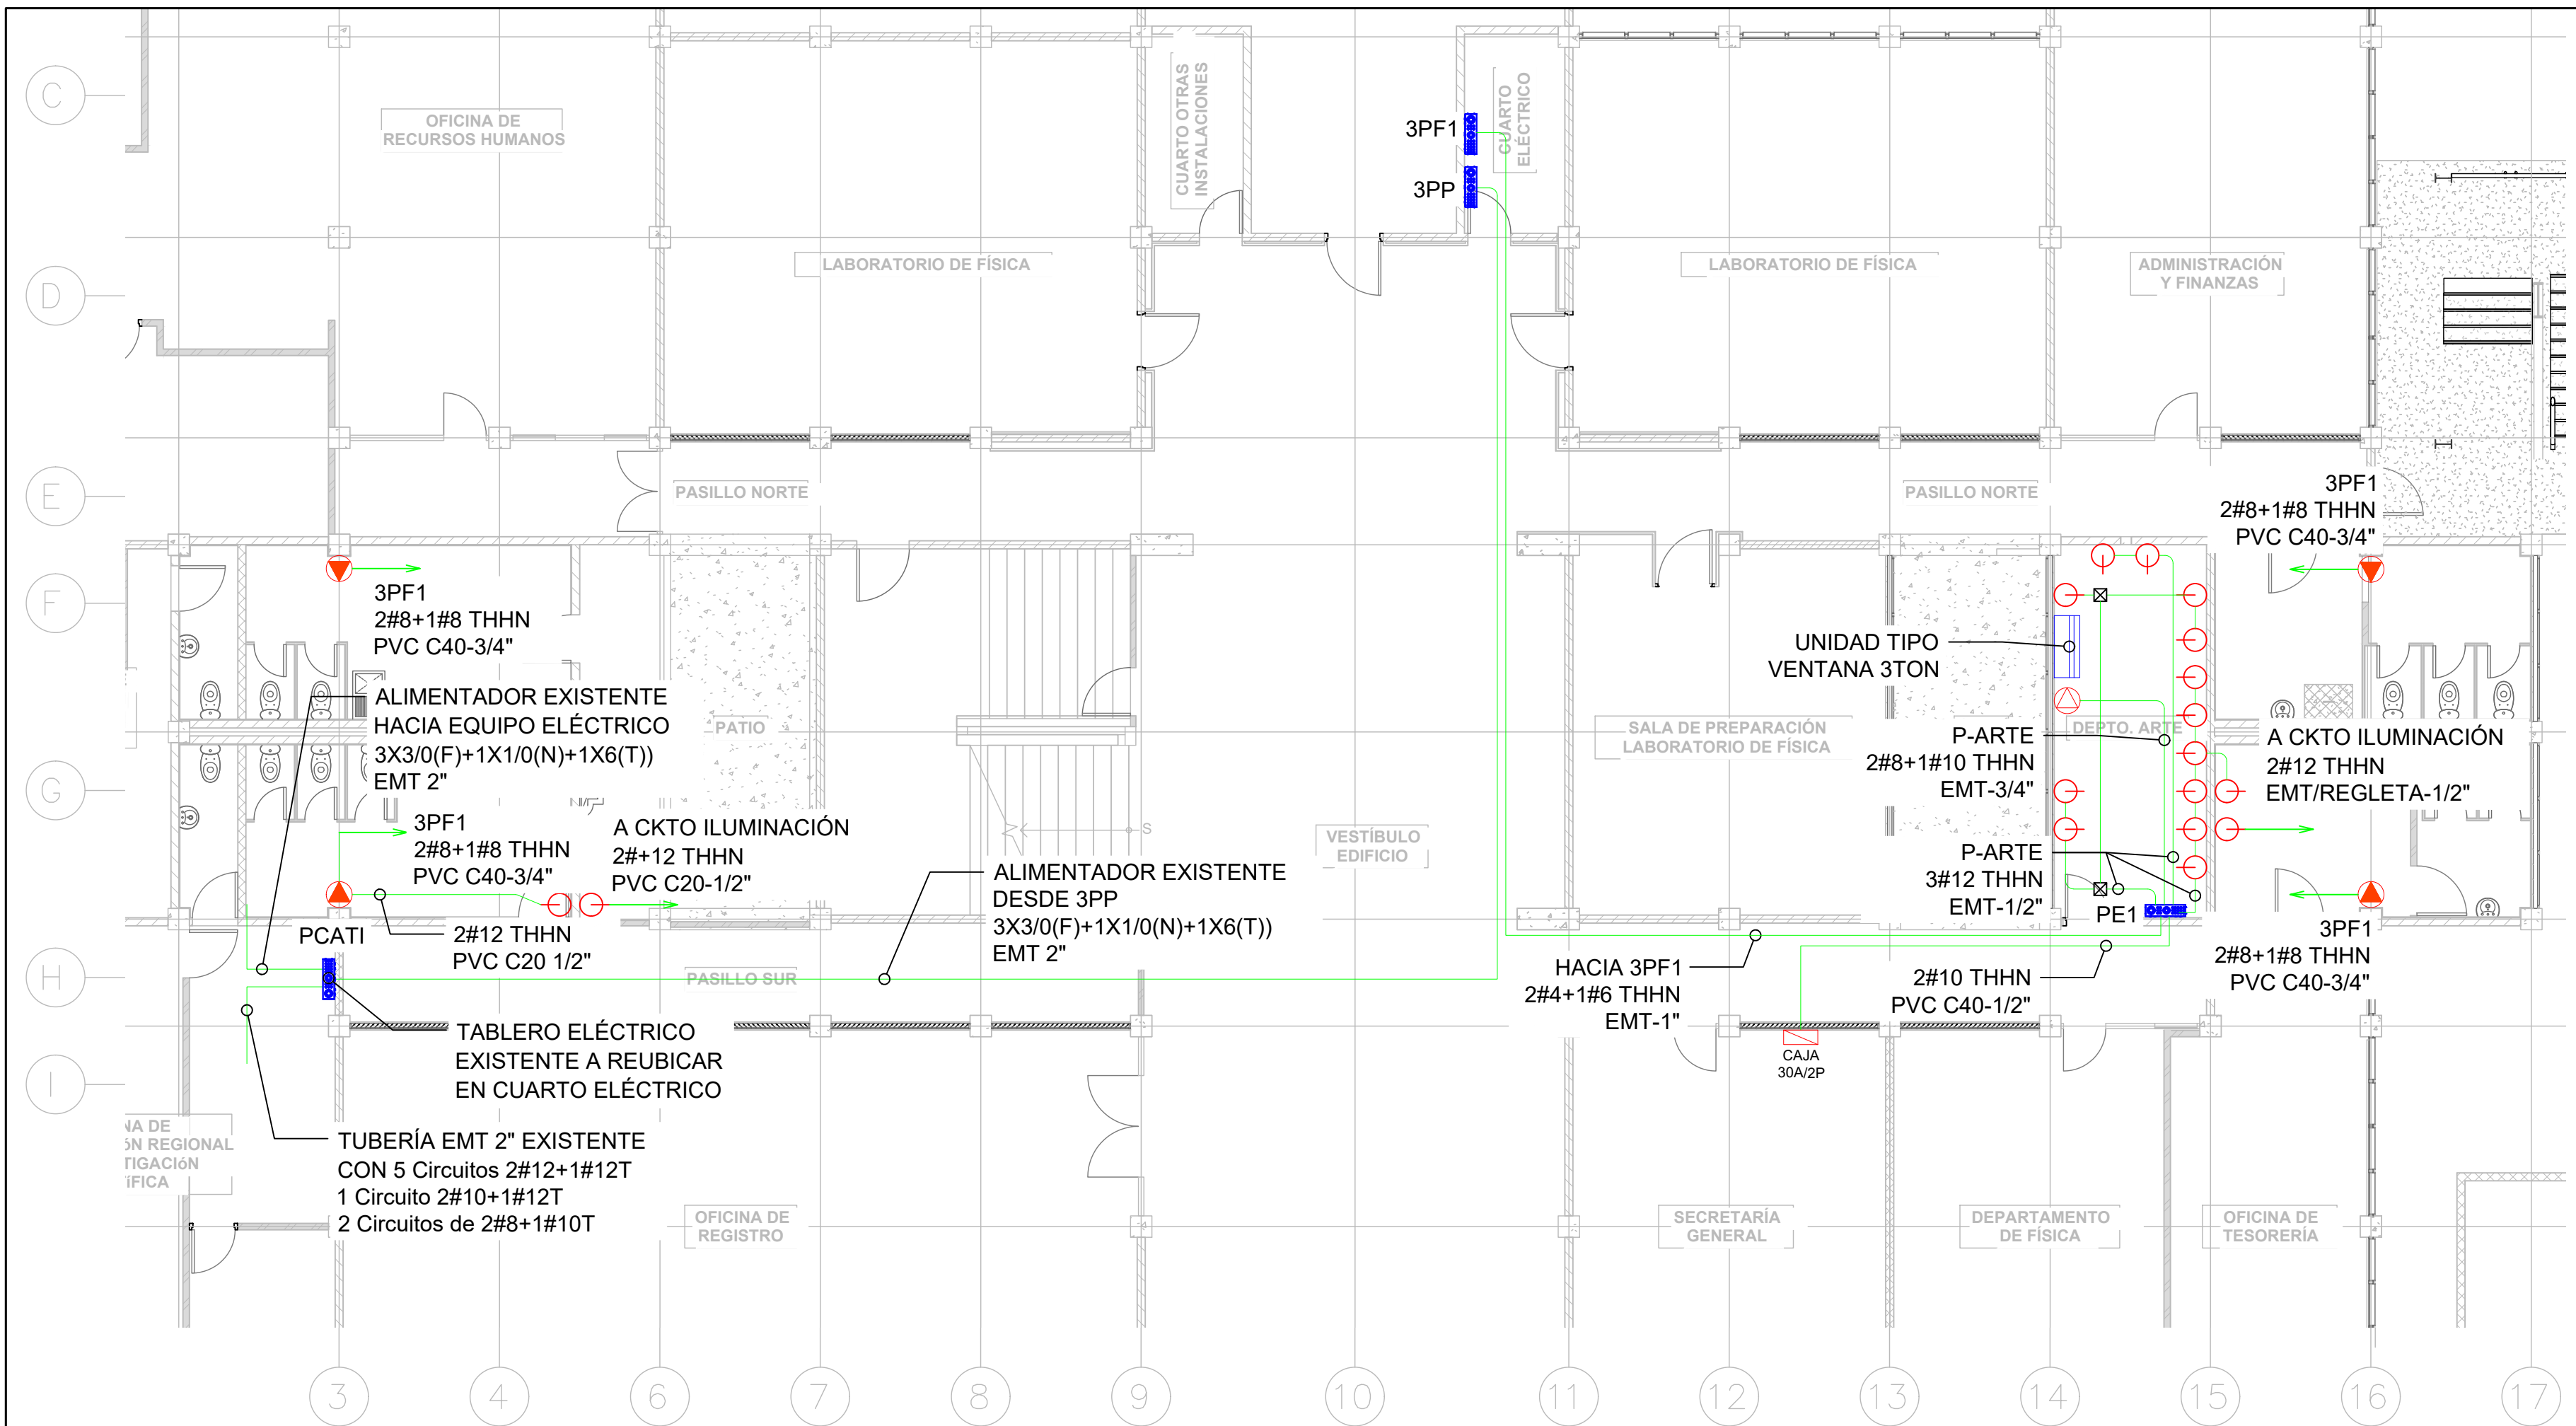 C
D
E
F
G
H
I
OFICINA DE
RECURSOS HUMANOS
CUARTO OTRAS
INSTALACIONES
3PF1
3PP
CUARTO
ELÉCTRICO
LABORATORIO DE FÍSICA
LABORATORIO DE FÍSICA
ADMINISTRACIÓN
Y FINANZAS
PASILLO NORTE
PASILLO NORTE
3PF1
2#8+1#8 THHN
PVC C40-3/4"
3PF1
2#8+1#8 THHN
PVC C40-3/4"
ALIMENTADOR EXISTENTE
HACIA EQUIPO ELÉCTRICO
3X3/0(F)+1X1/0(N)+1X6(T))
EMT 2"
PATIO
UNIDAD TIPO
VENTANA 3TON
SALA DE PREPARACIÓN
LABORATORIO DE FÍSICA
P-ARTE
2#8+1#10 THHN
EMT-3/4"
DEPTO. ARTE
A CKTO ILUMINACIÓN
2#12 THHN
EMT/REGLETA-1/2"
3PF1
2#8+1#8 THHN
PVC C40-3/4"
A CKTO ILUMINACIÓN
2#+12 THHN
PVC C20-1/2"
S
VESTÍBULO
EDIFICIO
P-ARTE
3#12 THHN
EMT-1/2"
PE1
ALIMENTADOR EXISTENTE
DESDE 3PP
3X3/0(F)+1X1/0(N)+1X6(T))
EMT 2"
PCATI
2#12 THHN
PVC C20 1/2"
3PF1
2#8+1#8 THHN
PVC C40-3/4"
PASILLO SUR
HACIA 3PF1
2#4+1#6 THHN
EMT-1"
2#10 THHN
PVC C40-1/2"
TABLERO ELÉCTRICO
EXISTENTE A REUBICAR
EN CUARTO ELÉCTRICO
CAJA
30A/2P
NA DE
ÓN REGIONAL
TIGACIóN
ÍFICA
TUBERÍA EMT 2" EXISTENTE
CON 5 Circuitos 2#12+1#12T
1 Circuito 2#10+1#12T
2 Circuitos de 2#8+1#10T
OFICINA DE
REGISTRO
SECRETARÍA
GENERAL
DEPARTAMENTO
DE FÍSICA
OFICINA DE
TESORERÍA
3
4
6
7
8
9
10
11
12
13
14
15
16
17